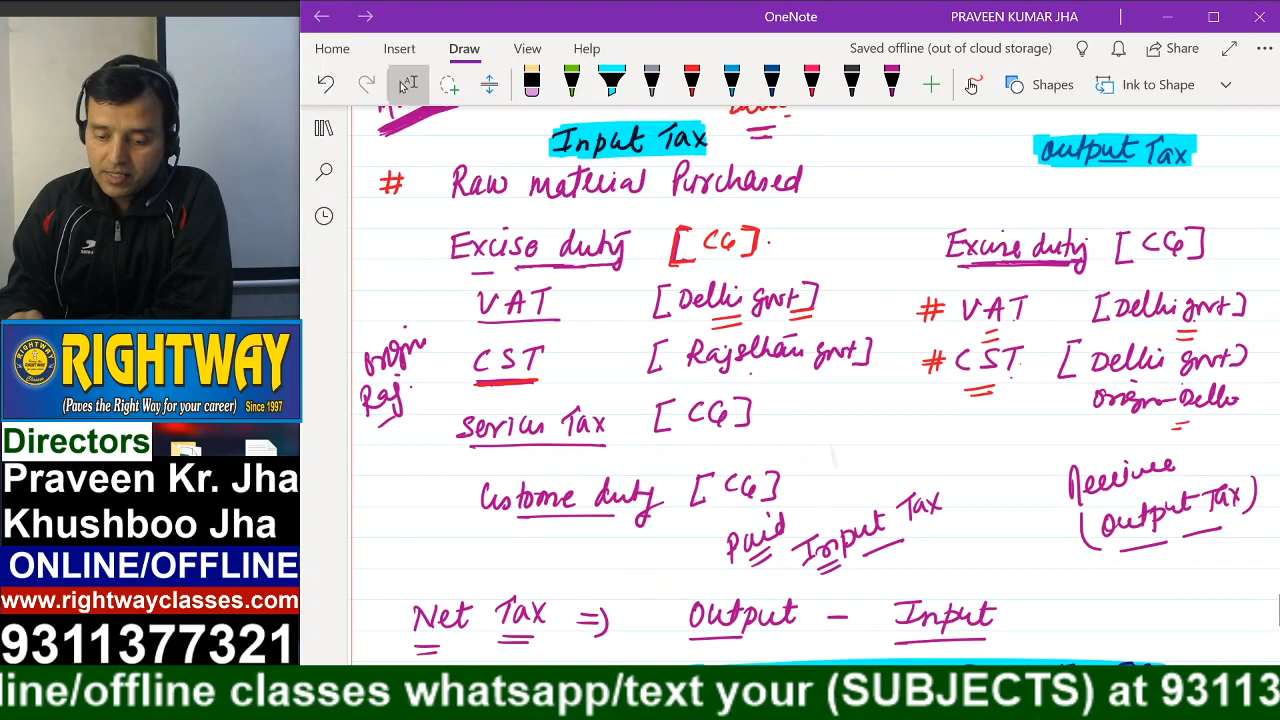 OneNote
PRAVEEN KUMAR JHA
Home
Insert
Draw
View
Help
Saved offline (out of cloud storage)
Share
Shapes
Ink to Shape
Input Tax
Output Tax
# Raw material Purchased
Excise duty [CG]
Excise duty [CG]
VAT [Delhi govt]
# VAT [Delhi govt]
origin
Raj
CST [Rajsthan govt]
# CST [Delhi govt]
origin-Delhi
Service Tax [CG]
Custome duty [CG]
Paid Input Tax
Receive
(Output Tax)
Net Tax => Output - Input
RIGHTWAY
(Paves the Right Way for your career) Since 1997
Directors
Praveen Kr. Jha
Khushboo Jha
ONLINE/OFFLINE
www.rightwayclasses.com
9311377321
line/offline classes whatsapp/text your (SUBJECTS) at 93113